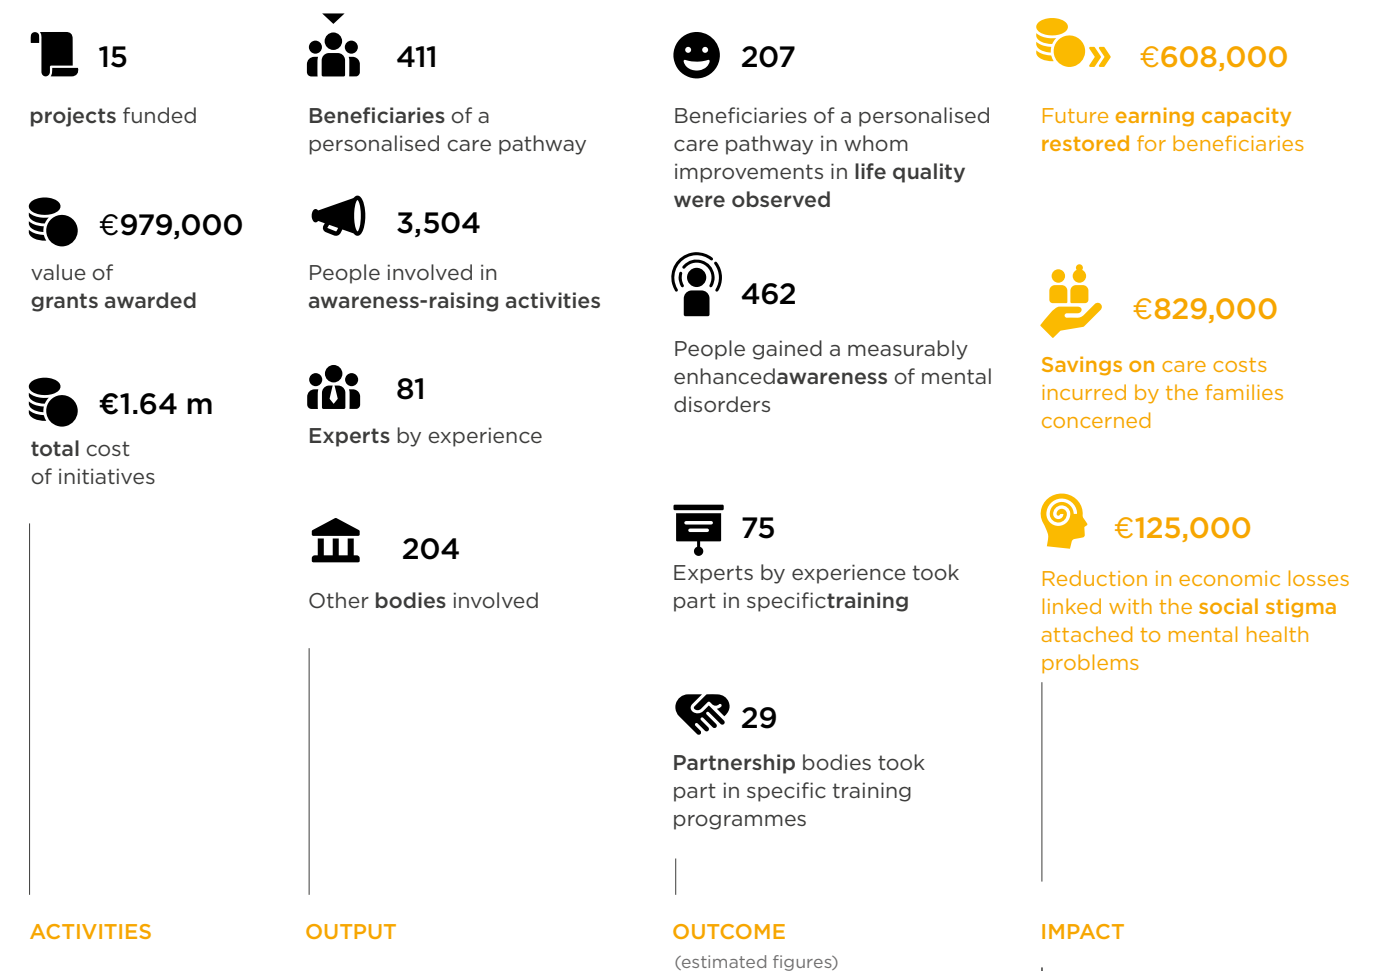 15
projects funded
€979,000
value of
grants awarded
€1.64 m
total cost
of initiatives
ACTIVITIES
411
Beneficiaries of a
personalised care pathway
3,504
People involved in
awareness-raising activities
81
Experts by experience
204
Other bodies involved
OUTPUT
207
Beneficiaries of a personalised
care pathway in whom
improvements in life quality
were observed
462
People gained a measurably
enhancedawareness of mental
disorders
75
Experts by experience took
part in specifictraining
29
Partnership bodies took
part in specific training
programmes
OUTCOME
(estimated figures)
€608,000
Future earning capacity
restored for beneficiaries
€829,000
Savings on care costs
incurred by the families
concerned
€125,000
Reduction in economic losses
linked with the social stigma
attached to mental health
problems
IMPACT